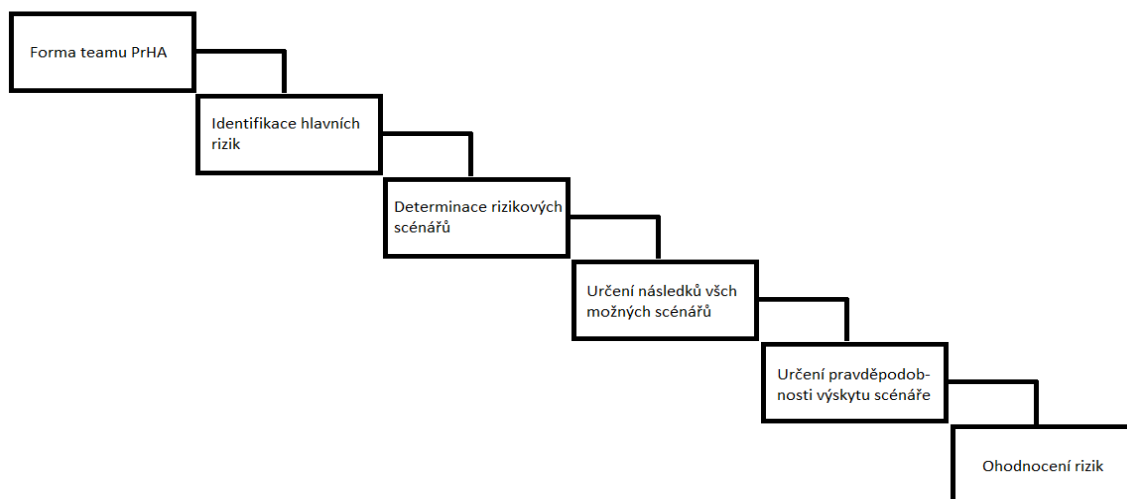 Forma teamu PrHA
Identifikace hlavních
rizik
Determinace rizikových
scénářů
Určení následků všch
možných scénářů
Určení pravděpodob-
nosti výskytu scénáře
Ohodnocení rizik